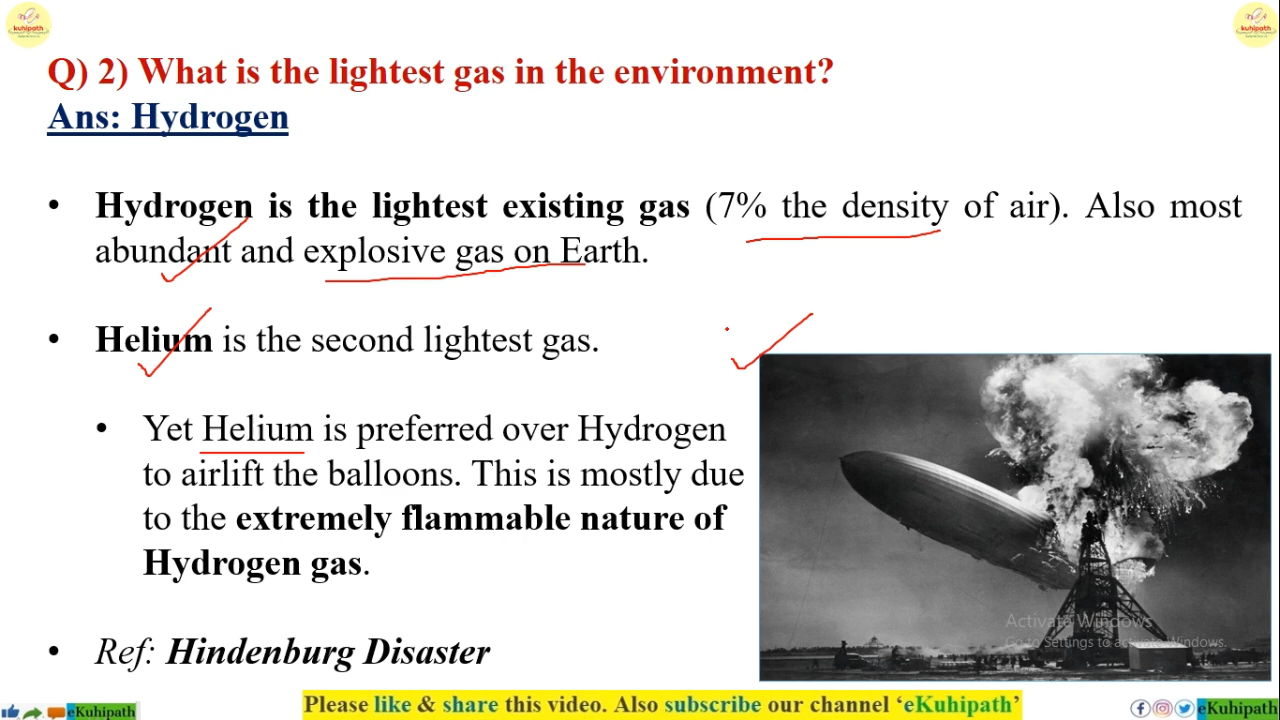 kuhipath
kuhipath
Q) 2) What is the lightest gas in the environment?
Ans: Hydrogen
• Hydrogen is the lightest existing gas (7% the density of air). Also most
abundant and explosive gas on Earth.
• Helium is the second lightest gas.
• Yet Helium is preferred over Hydrogen
to airlift the balloons. This is mostly due
to the extremely flammable nature of
Hydrogen gas.
Activate Windows
Go to Settings to activate Windows.
• Ref: Hindenburg Disaster
eKuhipath
Please like & share this video. Also subscribe our channel ‘eKuhipath’
eKuhipath